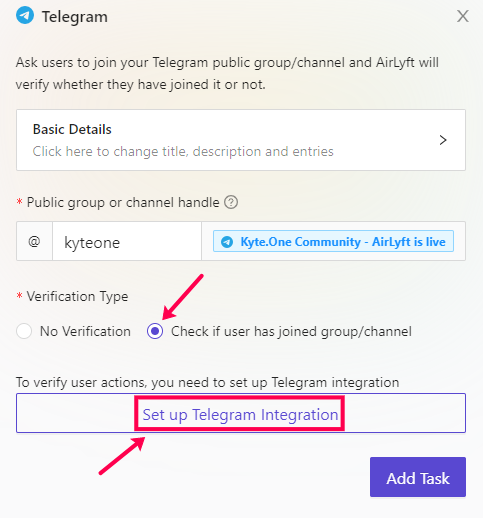 Telegram
Ask users to join your Telegram public group/channel and AirLyft will
verify whether they have joined it or not.
Basic Details
Click here to change title, description and entries
* Public group or channel handle ?
@ kyteone Kyte.One Community - AirLyft is live
* Verification Type
No Verification Check if user has joined group/channel
To verify user actions, you need to set up Telegram integration
Set up Telegram Integration
Add Task